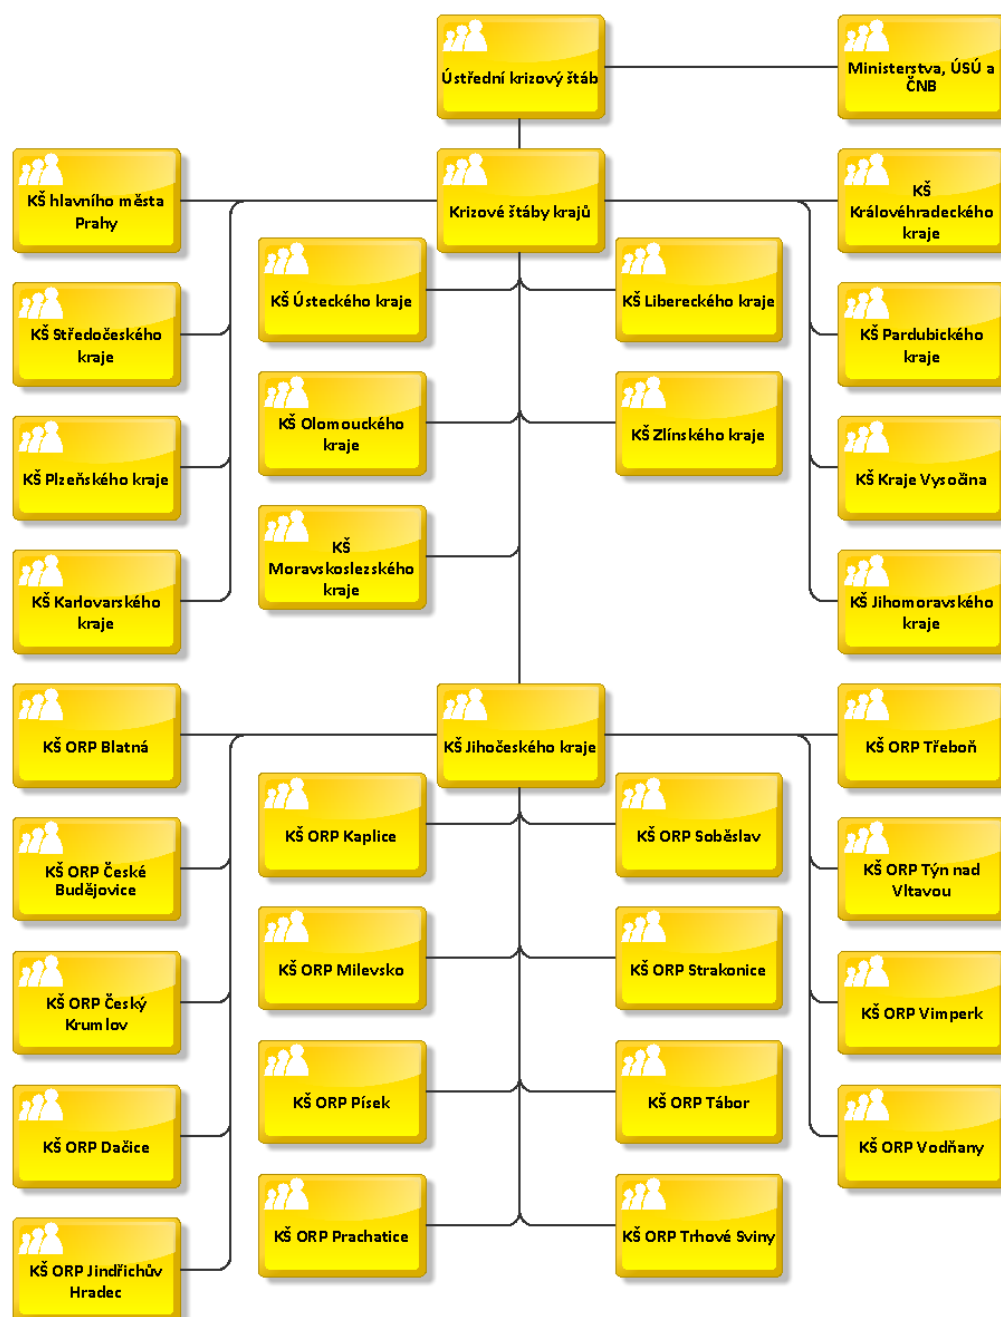 Ústřední krizový štáb
Ministerstva, ÚSÚ a
ČNB
KŠ hlavního města
Prahy
Krizové štáby krajů
KŠ
Královéhradeckého
kraje
KŠ Ústeckého kraje
KŠ Libereckého kraje
KŠ Středočeského
kraje
KŠ Pardubického
kraje
KŠ Olomouckého
kraje
KŠ Zlínského kraje
KŠ Plzeňského kraje
KŠ Kraje Vysočina
KŠ
Moravskoslezského
kraje
KŠ Karlovarského
kraje
KŠ Jihomoravského
kraje
KŠ ORP Blatná
KŠ Jihočeského kraje
KŠ ORP Třeboň
KŠ ORP Kaplice
KŠ ORP Soběslav
KŠ ORP České
Budějovice
KŠ ORP Týn nad
Vltavou
KŠ ORP Milevsko
KŠ ORP Strakonice
KŠ ORP Český
Krumlov
KŠ ORP Vimperk
KŠ ORP Písek
KŠ ORP Tábor
KŠ ORP Dačice
KŠ ORP Vodňany
KŠ ORP Prachatice
KŠ ORP Trhové Sviny
KŠ ORP Jindřichův
Hradec